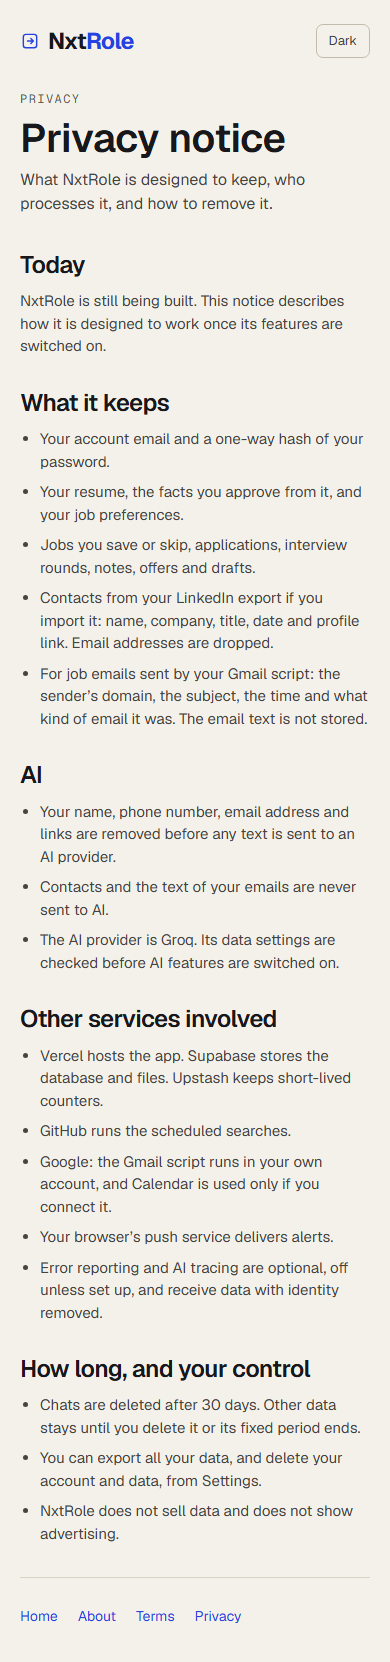 NxtRole
Dark
PRIVACY
Privacy notice
What NxtRole is designed to keep, who
processes it, and how to remove it.
Today
NxtRole is still being built. This notice describes
how it is designed to work once its features are
switched on.
What it keeps
• Your account email and a one-way hash of your
password.
• Your resume, the facts you approve from it, and
your job preferences.
• Jobs you save or skip, applications, interview
rounds, notes, offers and drafts.
• Contacts from your LinkedIn export if you
import it: name, company, title, date and profile
link. Email addresses are dropped.
• For job emails sent by your Gmail script: the
sender’s domain, the subject, the time and what
kind of email it was. The email text is not stored.
AI
• Your name, phone number, email address and
links are removed before any text is sent to an
AI provider.
• Contacts and the text of your emails are never
sent to AI.
• The AI provider is Groq. Its data settings are
checked before AI features are switched on.
Other services involved
• Vercel hosts the app. Supabase stores the
database and files. Upstash keeps short-lived
counters.
• GitHub runs the scheduled searches.
• Google: the Gmail script runs in your own
account, and Calendar is used only if you
connect it.
• Your browser’s push service delivers alerts.
• Error reporting and AI tracing are optional, off
unless set up, and receive data with identity
removed.
How long, and your control
• Chats are deleted after 30 days. Other data
stays until you delete it or its fixed period ends.
• You can export all your data, and delete your
account and data, from Settings.
• NxtRole does not sell data and does not show
advertising.
Home About Terms Privacy